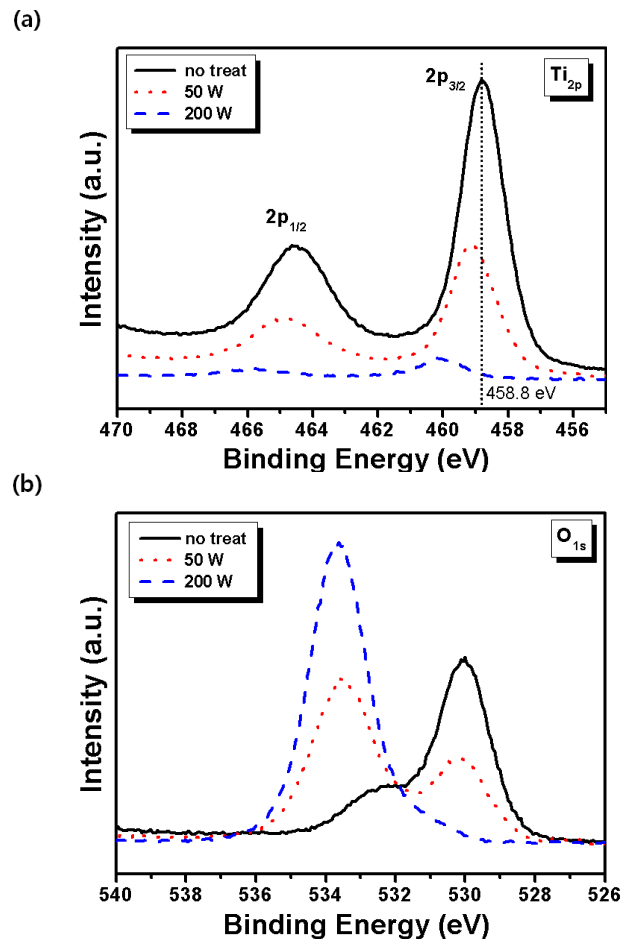 (a)
no treat
50 W
200 W
2p3/2
Ti2p
2p1/2
458.8 eV
Intensity (a.u.)
470 468 466 464 462 460 458 456
Binding Energy (eV)
(b)
no treat
50 W
200 W
O1s
Intensity (a.u.)
540 538 536 534 532 530 528 526
Binding Energy (eV)